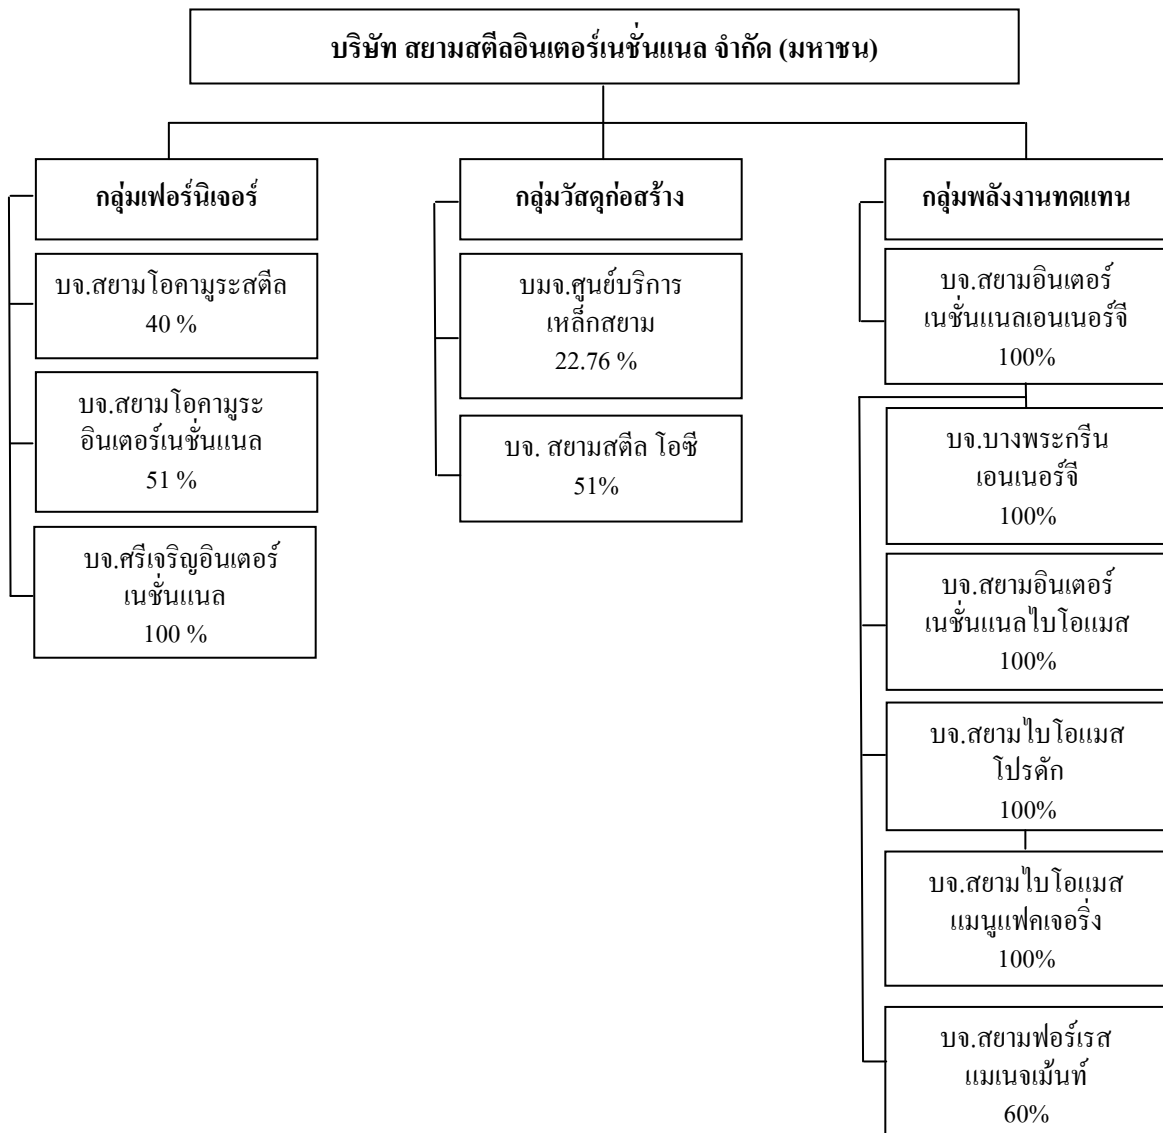 บริษัท สยามสตีลอินเตอร์เนชั่นแนล จำกัด (มหาชน)
กลุ่มเฟอร์นิเจอร์
บจ.สยามโอคามูระสตีล
40 %
บจ.สยามโอคามูระ
อินเตอร์เนชั่นแนล
51 %
บจ.ศรีเจริญอินเตอร์
เนชั่นแนล
100 %
กลุ่มวัสดุก่อสร้าง
บมจ.ศูนย์บริการ
เหล็กสยาม
22.76 %
บจ. สยามสตีล โอซี
51%
กลุ่มพลังงานทดแทน
บจ.สยามอินเตอร์
เนชั่นแนลเอนเนอร์จี
100%
บจ.บางพระกรีน
เอนเนอร์จี
100%
บจ.สยามอินเตอร์
เนชั่นแนลไบโอแมส
100%
บจ.สยามไบโอแมส
โปรดัก
100%
บจ.สยามไบโอแมส
แมนูแฟคเจอริ่ง
100%
บจ.สยามฟอร์เรส
แมเนจเม้นท์
60%